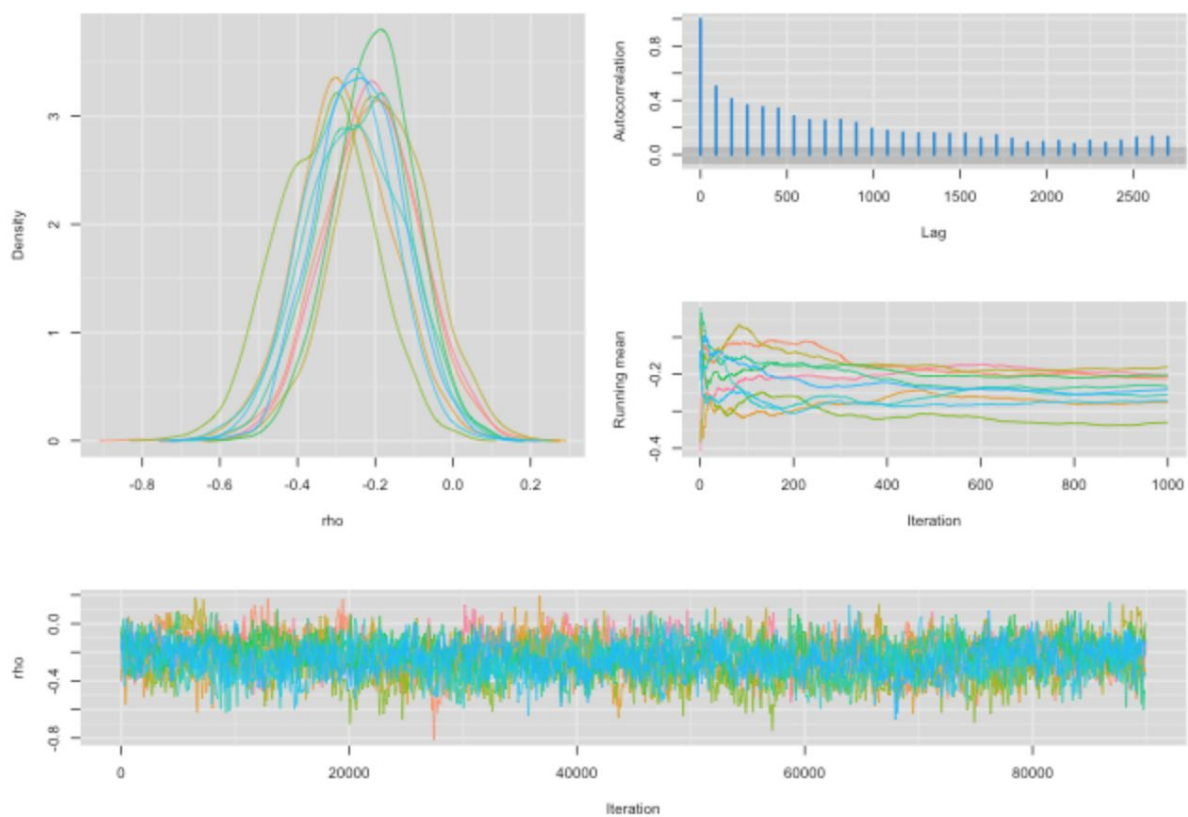 Density
0 1 2 3
-0.8 -0.6 -0.4 -0.2 0.0 0.2
rho
Autocorrelation
0.0 0.4 0.8
0 500 1000 1500 2000 2500
Lag
Running mean
-0.4 -0.2
0 200 400 600 800 1000
Iteration
rho
-0.8 -0.4 0.0
0 20000 40000 60000 80000
Iteration